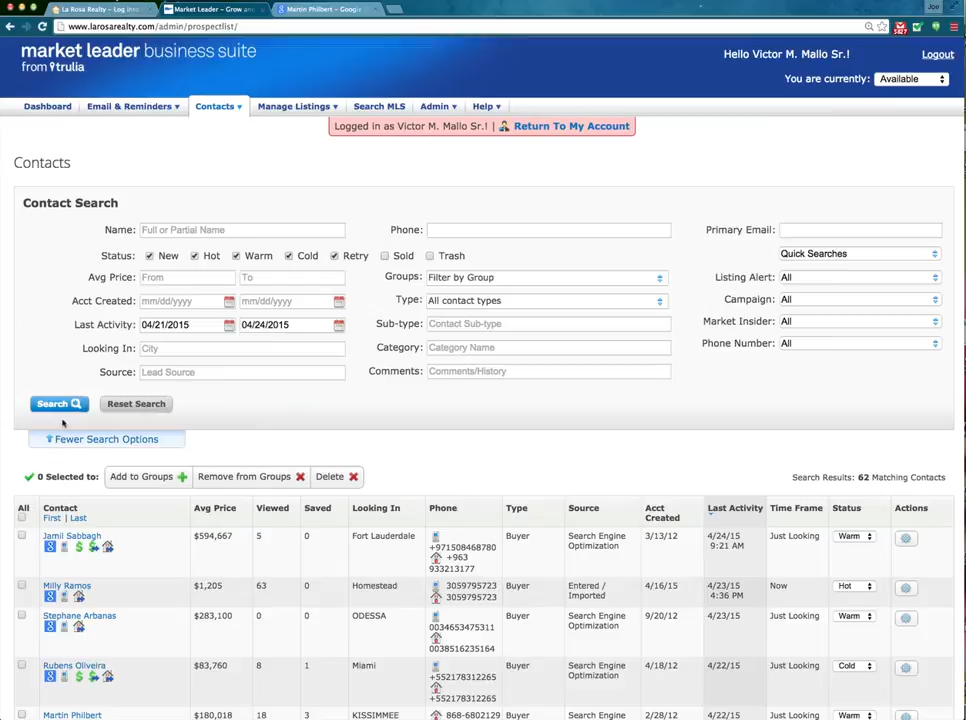 La Rosa Realty - Log into
Market Leader - Grow an
Martin Philbert - Google
Joe
www.larosarealty.com/admin/prospectlist/
market leader business suite
from trulia
Hello Victor M. Mallo Sr.!
Logout
You are currently: Available
Dashboard Email & Reminders Contacts Manage Listings Search MLS Admin Help
Logged in as Victor M. Mallo Sr.! | Return To My Account
Contacts
Contact Search
Name: Full or Partial Name Phone: Primary Email:
Status: New Hot Warm Cold Retry Sold Trash Quick Searches
Avg Price: From To Groups: Filter by Group Listing Alert: All
Acct Created: mm/dd/yyyy mm/dd/yyyy Type: All contact types Campaign: All
Last Activity: 04/21/2015 04/24/2015 Sub-type: Contact Sub-type Market Insider: All
Looking In: City Category: Category Name Phone Number: All
Source: Lead Source Comments: Comments/History
Search Reset Search
Fewer Search Options
0 Selected to: Add to Groups Remove from Groups Delete Search Results: 62 Matching Contacts
All Contact Avg Price Viewed Saved Looking In Phone Type Source Acct Created Last Activity Time Frame Status Actions
First | Last
Jamil Sabbagh $594,667 5 0 Fort Lauderdale Buyer Search Engine Optimization 3/13/12 4/24/15 Just Looking Warm
9:21 AM
+971508468780
+963
933213177
Milly Ramos $1,205 63 0 Homestead 3059795723 Buyer Entered / Imported 4/16/15 4/23/15 Now Hot
3059795723 4:36 PM
Stephane Arbanas $283,100 0 0 ODESSA Buyer Search Engine Optimization 9/20/12 4/23/15 Just Looking Warm
0034653475311
0038516235164
Rubens Oliveira $83,760 8 1 Miami Buyer Search Engine Optimization 4/18/12 4/22/15 Just Looking Cold
+552178312265
+552178312265
Martin Philbert $180,018 18 3 KISSIMMEE 868-6802129 Buyer Search Engine 2/28/12 4/22/15 Just Looking Warm